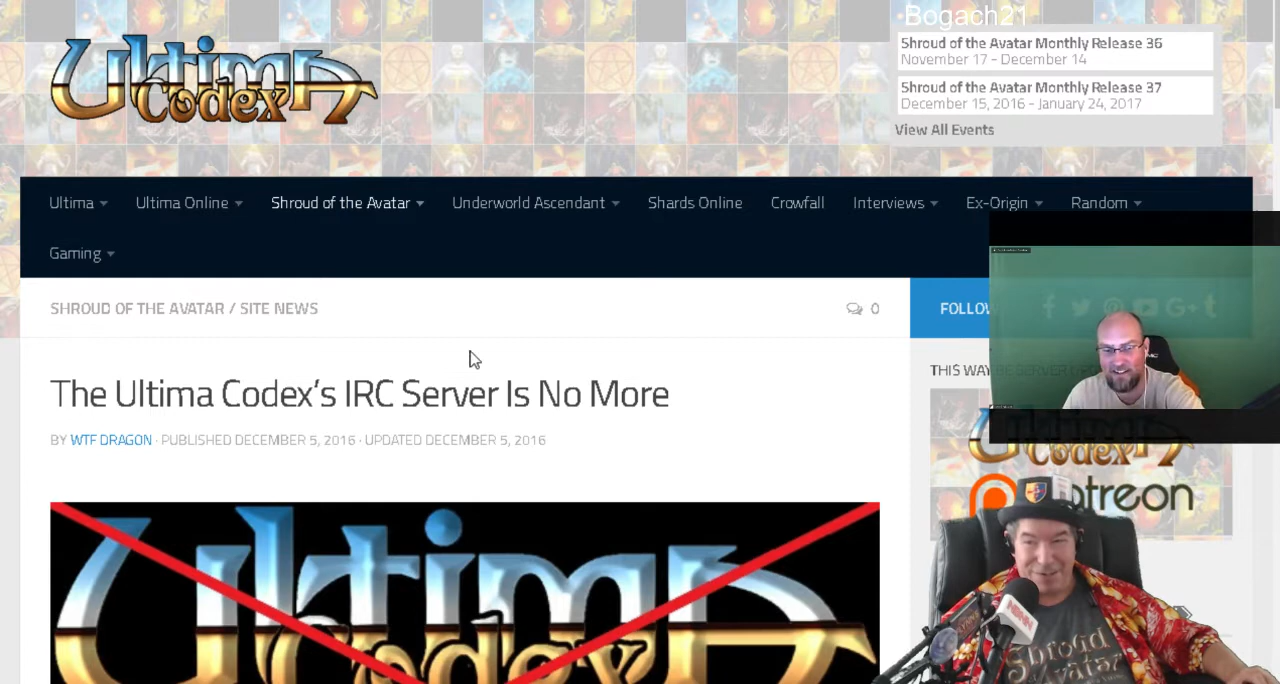 Bogach21
Ultima
Codex
Shroud of the Avatar Monthly Release 36
November 17 - December 14
Shroud of the Avatar Monthly Release 37
December 15, 2016 - January 24, 2017
View All Events
Ultima Ultima Online Shroud of the Avatar Underworld Ascendant Shards Online Crowfall Interviews Ex-Origin Random
Gaming
SHROUD OF THE AVATAR / SITE NEWS 0
The Ultima Codex's IRC Server Is No More
BY WTF DRAGON · PUBLISHED DECEMBER 5, 2016 · UPDATED DECEMBER 5, 2016
THIS WAY
Ultima
Codex
Codex
Shroud
Avatar